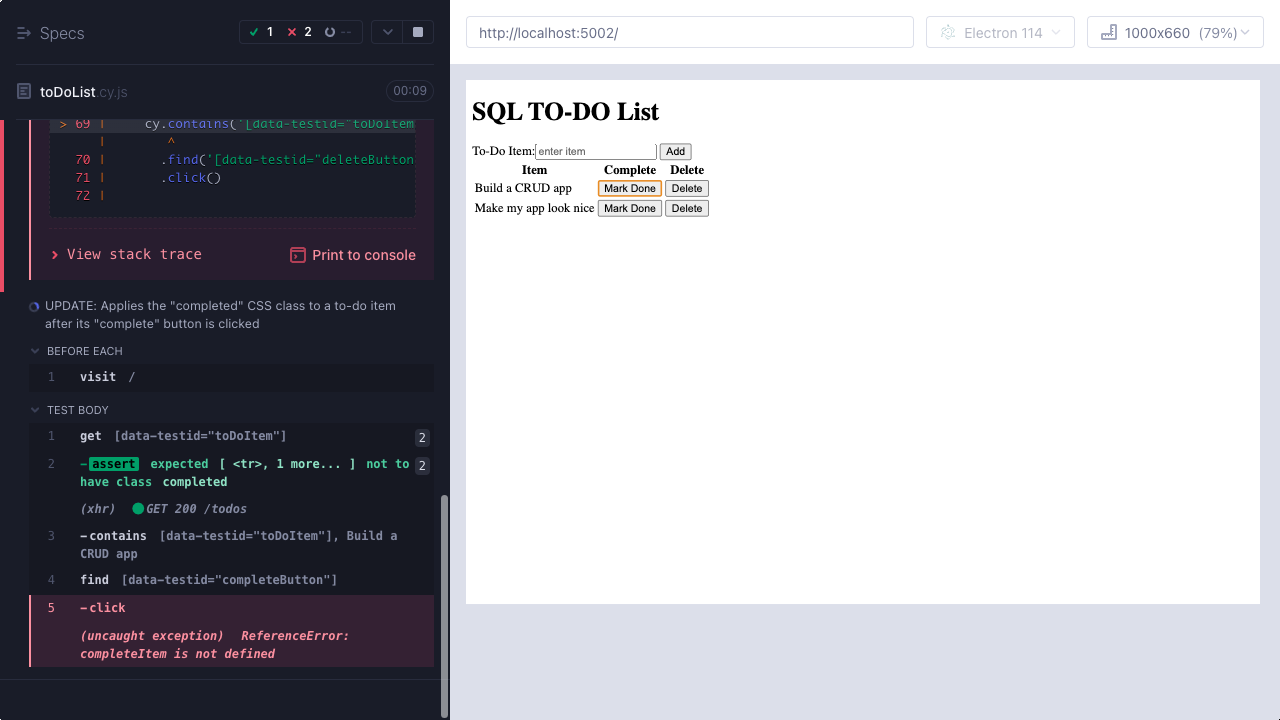 Specs
1 2 --
toDoList.cy.js 00:09
> 69 | cy.contains('[data-testid="toDoItem
| ^
70 | .find('[data-testid="deleteButton
71 | .click()
72 |
View stack trace Print to console
UPDATE: Applies the "completed" CSS class to a to-do item
after its "complete" button is clicked
BEFORE EACH
1 visit /
TEST BODY
1 get [data-testid="toDoItem"] 2
2 -assert expected [ <tr>, 1 more... ] not to 2
have class completed
(xhr) GET 200 /todos
3 -contains [data-testid="toDoItem"], Build a
CRUD app
4 find [data-testid="completeButton"]
5 -click
(uncaught exception) ReferenceError:
completeItem is not defined
http://localhost:5002/
Electron 114
1000x660 (79%)
SQL TO-DO List
To-Do Item: enter item Add
Item Complete Delete
Build a CRUD app Mark Done Delete
Make my app look nice Mark Done Delete